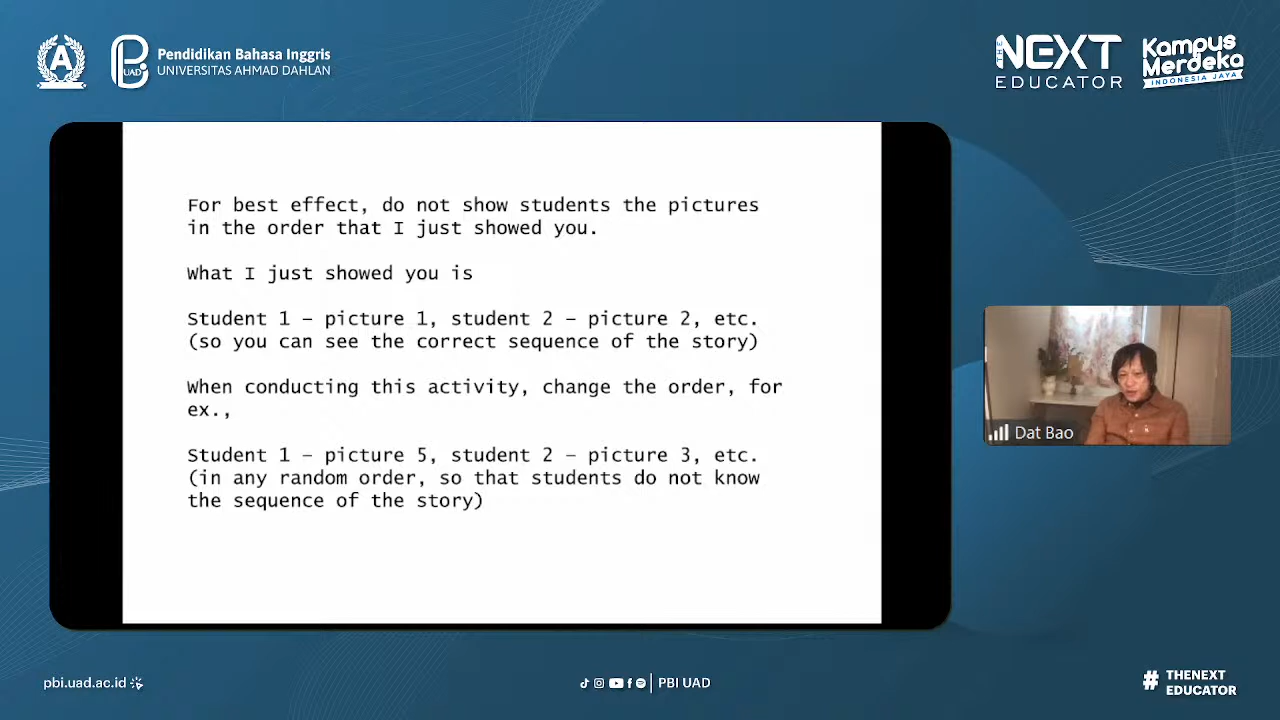 Pendidikan Bahasa Inggris
UNIVERSITAS AHMAD DAHLAN
A
UAD
THE NEXT
EDUCATOR
Kampus
Merdeka
INDONESIA JAYA
For best effect, do not show students the pictures
in the order that I just showed you.
What I just showed you is
Student 1 – picture 1, student 2 – picture 2, etc.
(so you can see the correct sequence of the story)
When conducting this activity, change the order, for
ex.,
Student 1 – picture 5, student 2 – picture 3, etc.
(in any random order, so that students do not know
the sequence of the story)
Dat Bao
pbi.uad.ac.id
PBI UAD
# THENEXT
EDUCATOR